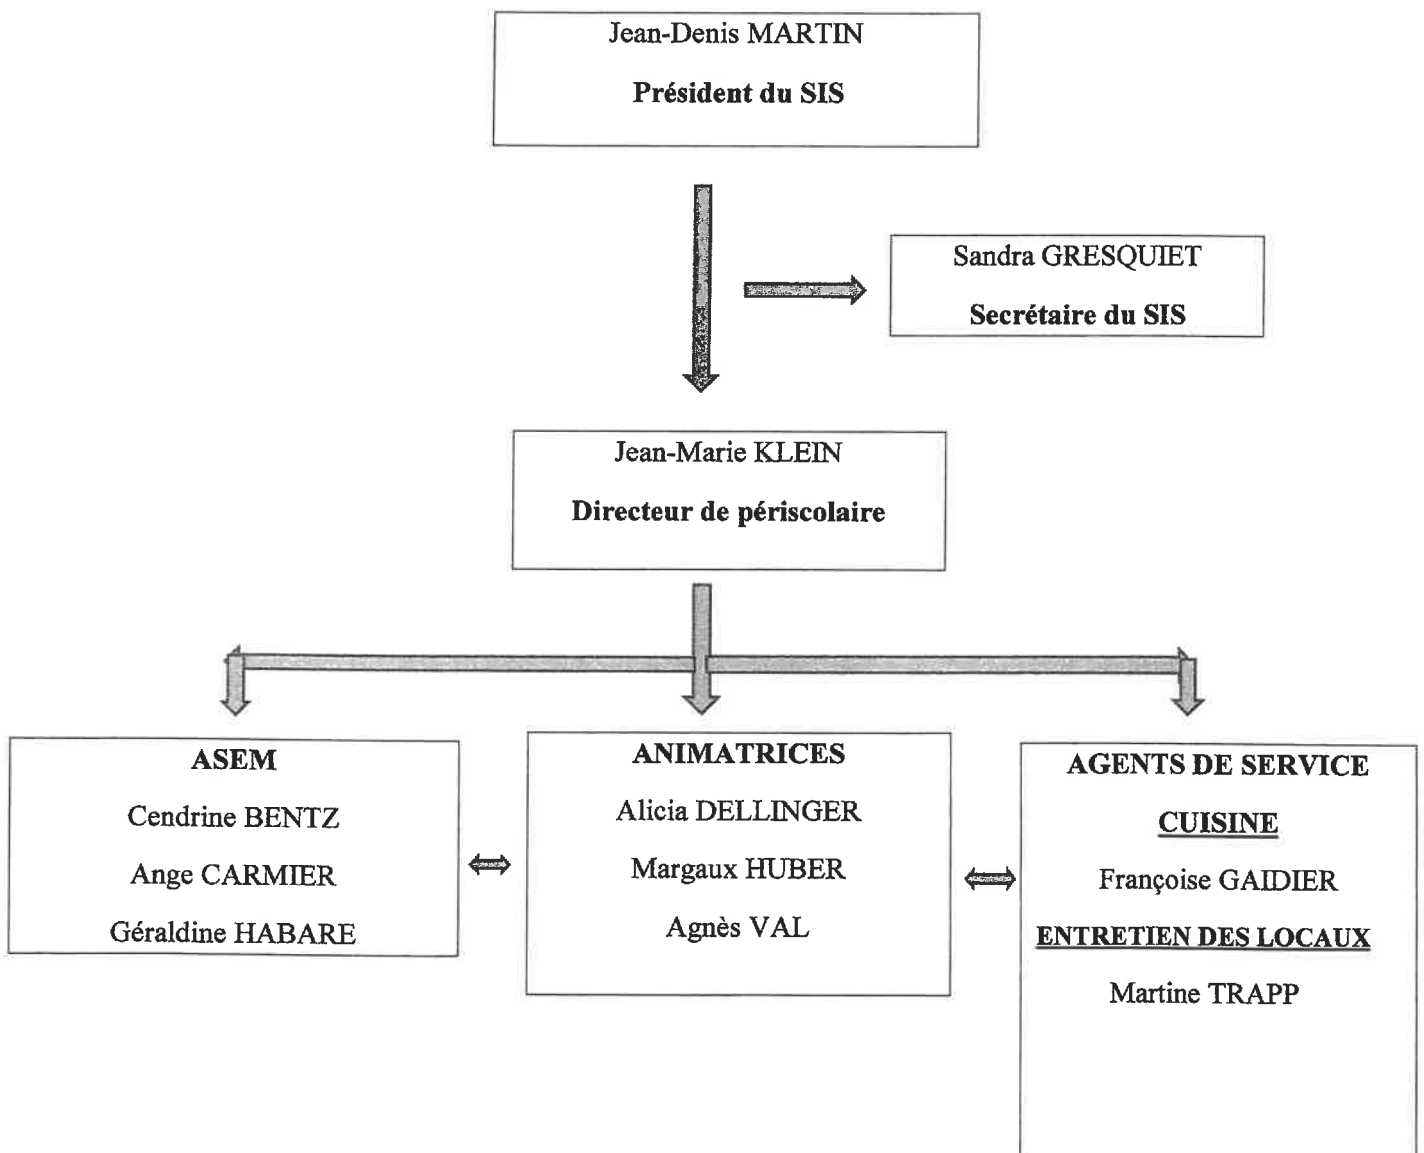 Jean-Denis MARTIN
Président du SIS
Sandra GRESQUIET
Secrétaire du SIS
Jean-Marie KLEIN
Directeur de périscolaire
ASEM
Cendrine BENTZ
Ange CARMIER
Géraldine HABARE
ANIMATRICES
Alicia DELLINGER
Margaux HUBER
Agnès VAL
AGENTS DE SERVICE
CUISINE
Françoise GAIDIER
ENTRETIEN DES LOCAUX
Martine TRAPP